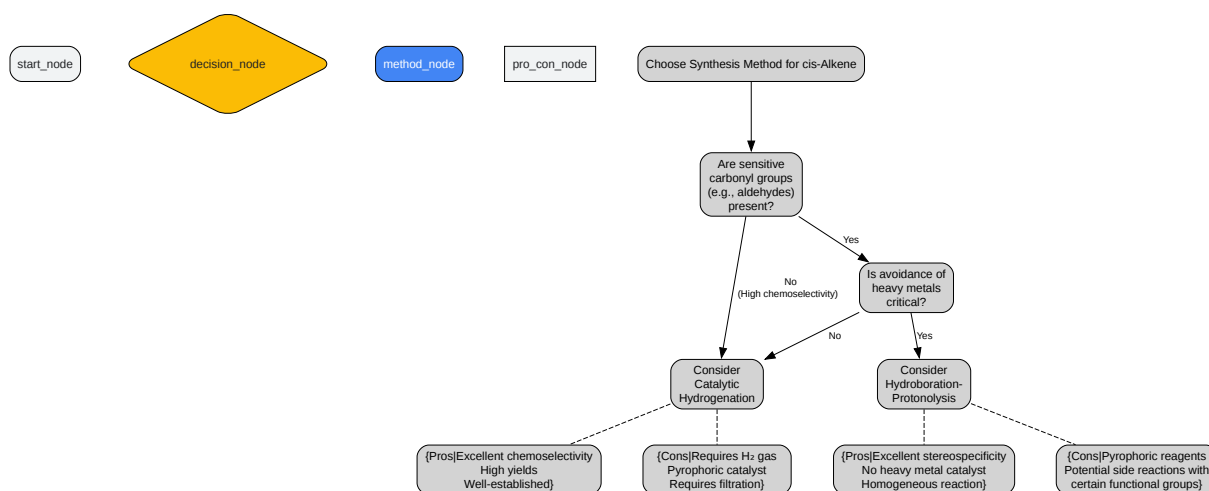 start_node
decision_node
method_node
pro_con_node
Choose Synthesis Method for cis-Alkene
Are sensitive
carbonyl groups
(e.g., aldehydes)
present?
Yes
No
(High chemoselectivity)
Is avoidance of
heavy metals
critical?
No
Yes
Consider
Catalytic
Hydrogenation
Consider
Hydroboration-
Protonolysis
{Pros|Excellent chemoselectivity
High yields
Well-established}
{Cons|Requires H₂ gas
Pyrophoric catalyst
Requires filtration}
{Pros|Excellent stereospecificity
No heavy metal catalyst
Homogeneous reaction}
{Cons|Pyrophoric reagents
Potential side reactions with
certain functional groups}